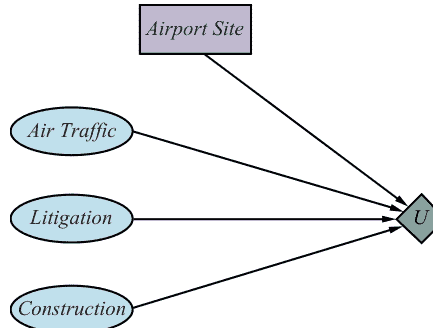 Airport Site
Air Traffic
Litigation
U
Construction